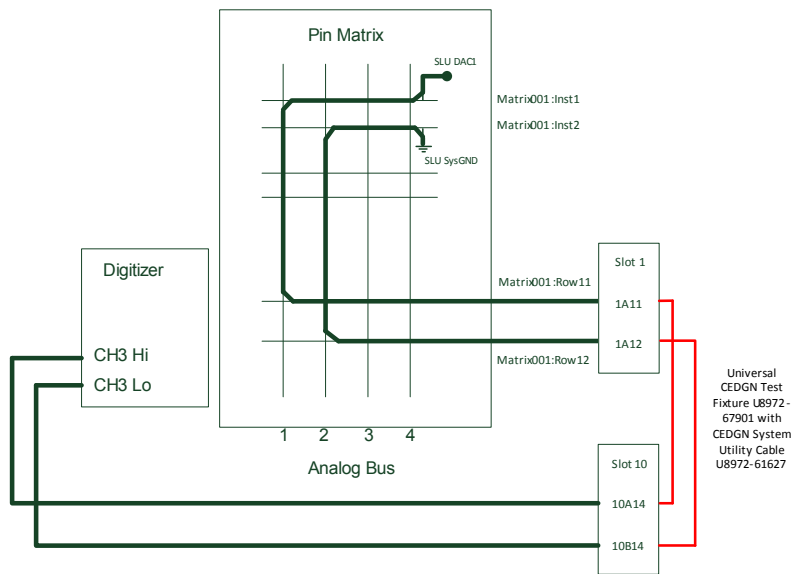 Pin Matrix
SLU DAC1
Matrix001:Inst1
Matrix001:Inst2
SLU SysGND
Digitizer
CH3 Hi
CH3 Lo
Matrix001:Row11
Matrix001:Row12
Slot 1
1A11
1A12
1 2 3 4
Analog Bus
Universal
CEDGN Test
Fixture U8972-
67901 with
CEDGN System
Utility Cable
U8972-61627
Slot 10
10A14
10B14